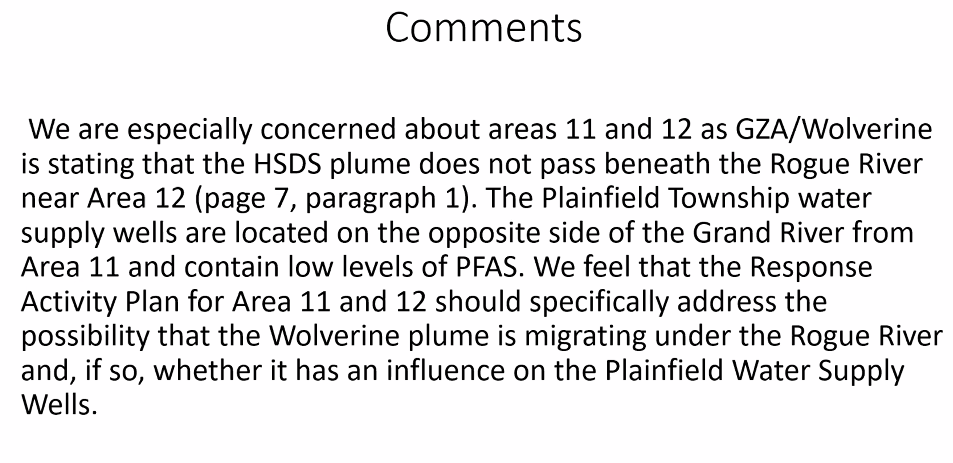 Comments
We are especially concerned about areas 11 and 12 as GZA/Wolverine
is stating that the HSDS plume does not pass beneath the Rogue River
near Area 12 (page 7, paragraph 1). The Plainfield Township water
supply wells are located on the opposite side of the Grand River from
Area 11 and contain low levels of PFAS. We feel that the Response
Activity Plan for Area 11 and 12 should specifically address the
possibility that the Wolverine plume is migrating under the Rogue River
and, if so, whether it has an influence on the Plainfield Water Supply
Wells.